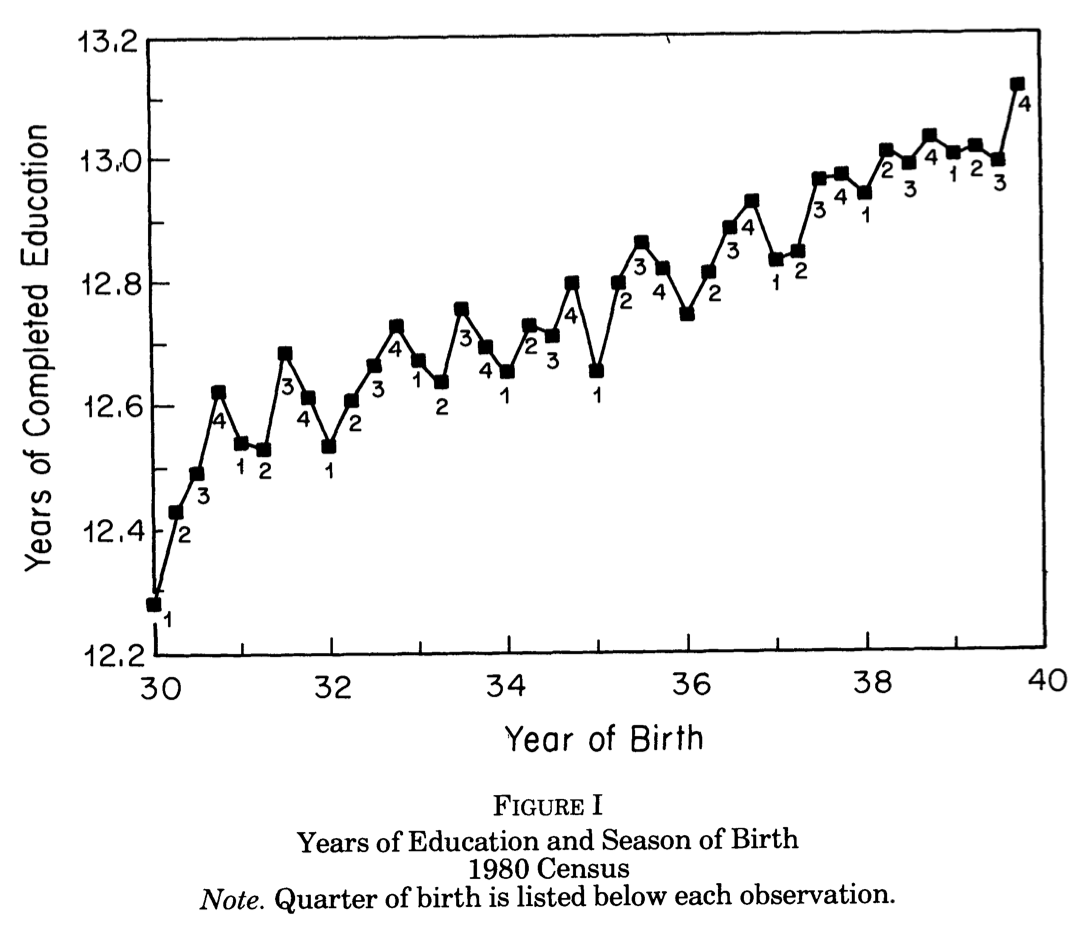 Years of Completed Education
13.2
13.0
12.8
12.6
12.4
12.2
1 2 3 4 1 2 3 4 1 2 3 4 1 2 3 4 1 2 3 4 1 2 3 4 2 3 4 1 2 3 4 1 2 3 4 1 2 3 4
30 32 34 36 38 40
Year of Birth
FIGURE I
Years of Education and Season of Birth
1980 Census
Note. Quarter of birth is listed below each observation.